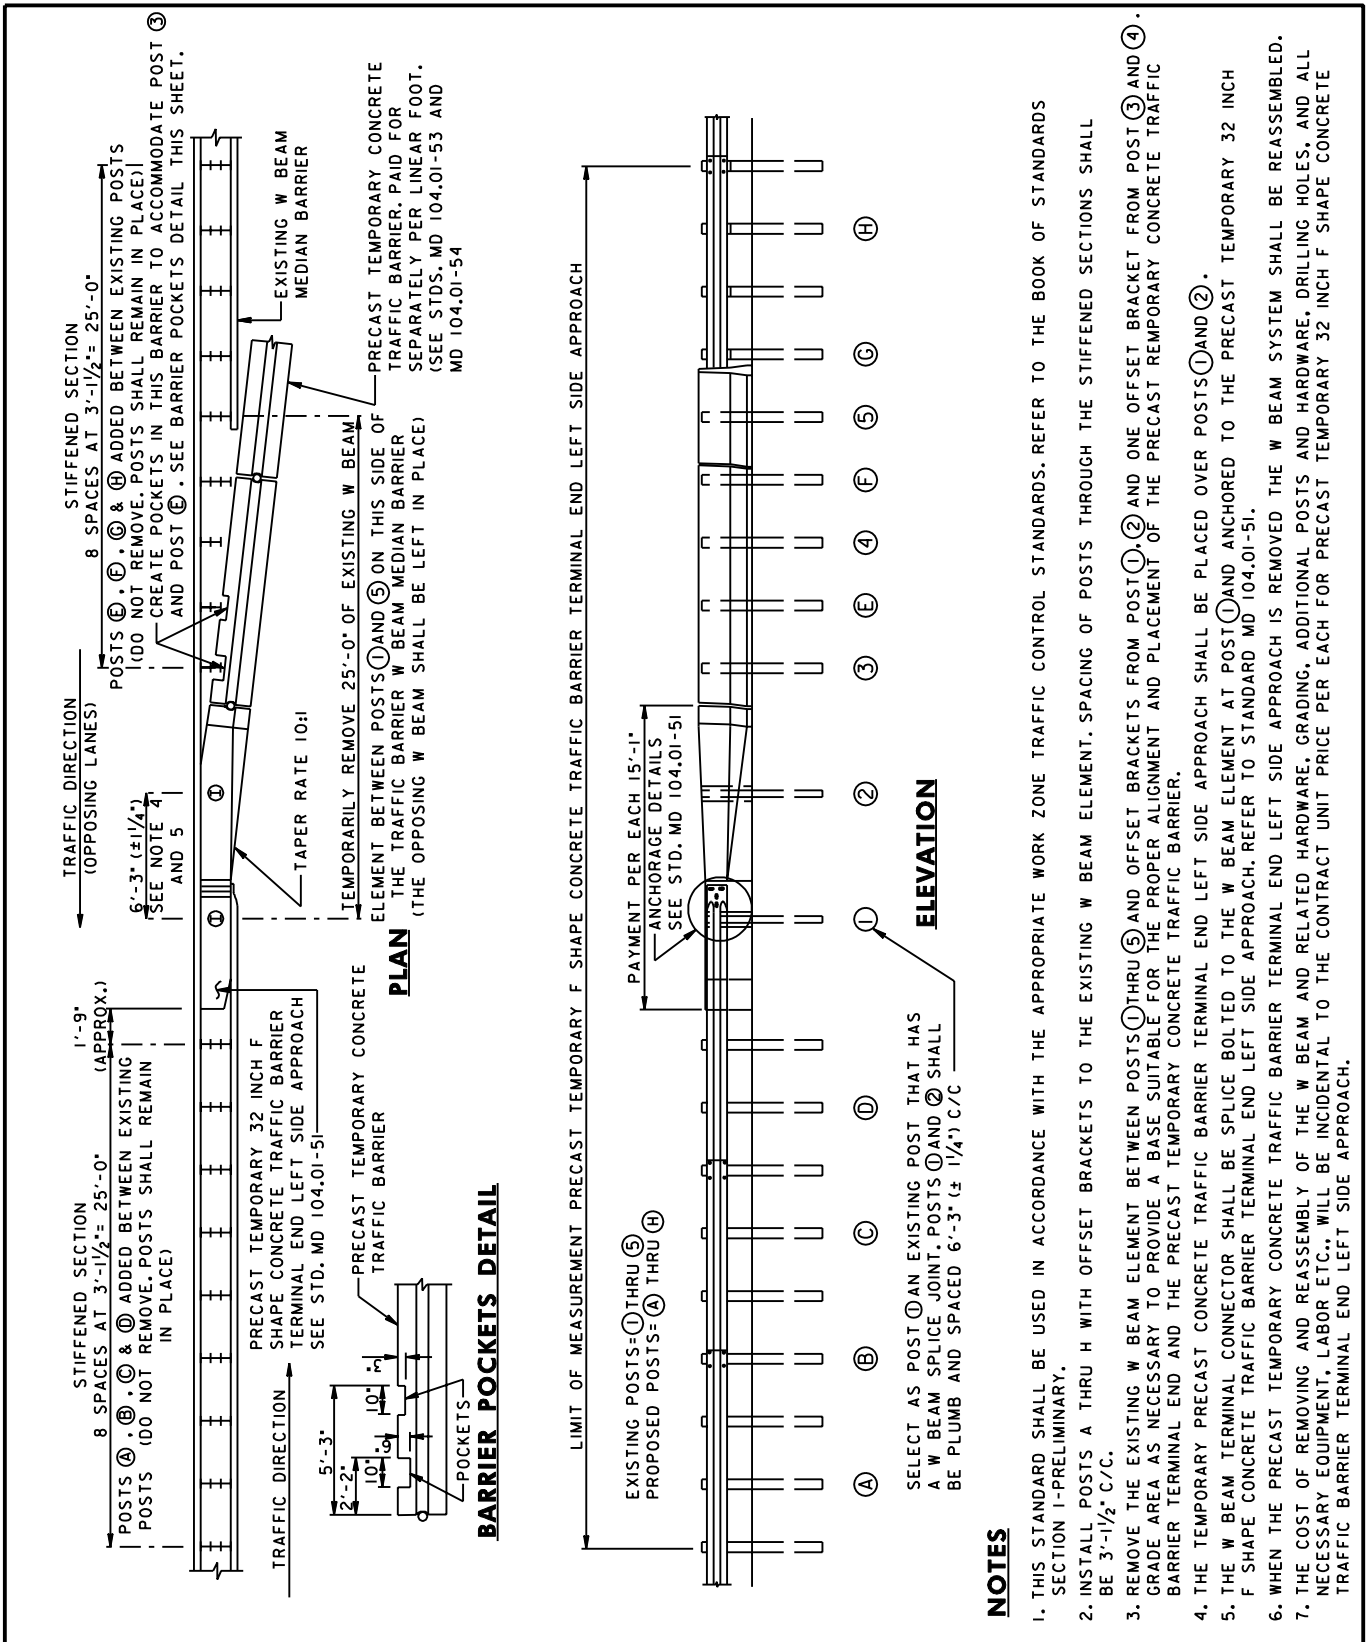 STIFFENED SECTION
8 SPACES AT 3'-1 1/2" = 25'-0"
POSTS Ⓐ, Ⓑ, Ⓒ & Ⓓ ADDED BETWEEN EXISTING
POSTS (DO NOT REMOVE. POSTS SHALL REMAIN
IN PLACE)
1'-9"
(APPROX.)
TRAFFIC DIRECTION
(OPPOSING LANES)
6'-3" (±1/4")
SEE NOTE 4
AND 5
STIFFENED SECTION
8 SPACES AT 3'-1 1/2" = 25'-0"
POSTS Ⓔ, Ⓕ, Ⓖ & Ⓗ ADDED BETWEEN EXISTING POSTS
(DO NOT REMOVE. POSTS SHALL REMAIN IN PLACE)
CREATE POCKETS IN THIS BARRIER TO ACCOMMODATE POST ③
AND POST Ⓔ. SEE BARRIER POCKETS DETAIL THIS SHEET.
TRAFFIC DIRECTION
PRECAST TEMPORARY 32 INCH F
SHAPE CONCRETE TRAFFIC BARRIER
TERMINAL END LEFT SIDE APPROACH
SEE STD. MD 104.01-51
TAPER RATE 10:1
TEMPORARILY REMOVE 25'-0" OF EXISTING W BEAM
ELEMENT BETWEEN POSTS ① AND ⑤ ON THIS SIDE OF
THE TRAFFIC BARRIER W BEAM MEDIAN BARRIER
(THE OPPOSING W BEAM SHALL BE LEFT IN PLACE)
EXISTING W BEAM
MEDIAN BARRIER
PRECAST TEMPORARY CONCRETE
TRAFFIC BARRIER. PAID FOR
SEPARATELY PER LINEAR FOOT.
(SEE STDS. MD 104.01-53 AND
MD 104.01-54
PLAN
5'-3"
2'-2"
10"
6"
10"
3"
PRECAST TEMPORARY CONCRETE
TRAFFIC BARRIER
POCKETS
BARRIER POCKETS DETAIL
LIMIT OF MEASUREMENT PRECAST TEMPORARY F SHAPE CONCRETE TRAFFIC BARRIER TERMINAL END LEFT SIDE APPROACH
EXISTING POSTS=① THRU ⑤
PROPOSED POSTS=Ⓐ THRU Ⓗ
PAYMENT PER EACH 15'-1"
ANCHORAGE DETAILS
SEE STD. MD 104.01-51
Ⓐ Ⓑ Ⓒ Ⓓ ① ② ③ Ⓔ ④ Ⓕ ⑤ Ⓖ Ⓗ
SELECT AS POST ① AN EXISTING POST THAT HAS
A W BEAM SPLICE JOINT. POSTS ① AND ② SHALL
BE PLUMB AND SPACED 6'-3" (± 1/4") C/C
ELEVATION
NOTES
1. THIS STANDARD SHALL BE USED IN ACCORDANCE WITH THE APPROPRIATE WORK ZONE TRAFFIC CONTROL STANDARDS. REFER TO THE BOOK OF STANDARDS
SECTION 1-PRELIMINARY.
2. INSTALL POSTS A THRU H WITH OFFSET BRACKETS TO THE EXISTING W BEAM ELEMENT. SPACING OF POSTS THROUGH THE STIFFENED SECTIONS SHALL
BE 3'-1 1/2" C/C.
3. REMOVE THE EXISTING W BEAM ELEMENT BETWEEN POSTS ① THRU ⑤ AND OFFSET BRACKETS FROM POST ①, ② AND ONE OFFSET BRACKET FROM POST ③ AND ④.
GRADE AREA AS NECESSARY TO PROVIDE A BASE SUITABLE FOR THE PROPER ALIGNMENT AND PLACEMENT OF THE PRECAST REMPORARY CONCRETE TRAFFIC
BARRIER TERMINAL END AND THE PRECAST TEMPORARY CONCRETE TRAFFIC BARRIER.
4. THE TEMPORARY PRECAST CONCRETE TRAFFIC BARRIER TERMINAL END LEFT SIDE APPROACH SHALL BE PLACED OVER POSTS ① AND ②.
5. THE W BEAM TERMINAL CONNECTOR SHALL BE SPLICE BOLTED TO THE W BEAM ELEMENT AT POST ① AND ANCHORED TO THE PRECAST TEMPORARY 32 INCH
F SHAPE CONCRETE TRAFFIC BARRIER TERMINAL END LEFT SIDE APPROACH. REFER TO STANDARD MD 104.01-51.
6. WHEN THE PRECAST TEMPORARY CONCRETE TRAFFIC BARRIER TERMINAL END LEFT SIDE APPROACH IS REMOVED THE W BEAM SYSTEM SHALL BE REASSEMBLED.
7. THE COST OF REMOVING AND REASSEMBLY OF THE W BEAM AND RELATED HARDWARE, GRADING, ADDITIONAL POSTS AND HARDWARE, DRILLING HOLES, AND ALL
NECESSARY EQUIPMENT, LABOR ETC., WILL BE INCIDENTAL TO THE CONTRACT UNIT PRICE PER EACH FOR PRECAST TEMPORARY 32 INCH F SHAPE CONCRETE
TRAFFIC BARRIER TERMINAL END LEFT SIDE APPROACH.